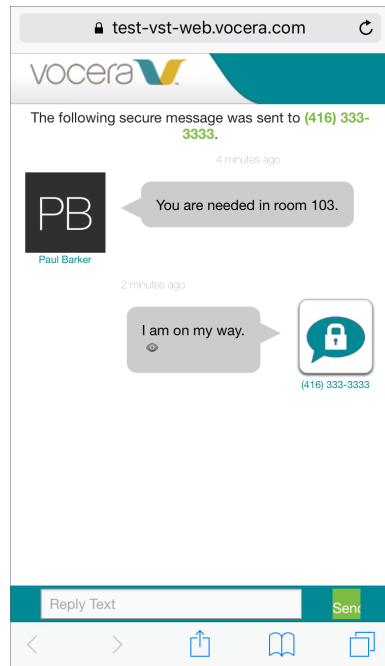 test-vst-web.vocera.com
vocera
The following secure message was sent to (416) 333-
3333.
4 minutes ago
PB
You are needed in room 103.
Paul Barker
2 minutes ago
I am on my way.
(416) 333-3333
Reply Text
Send